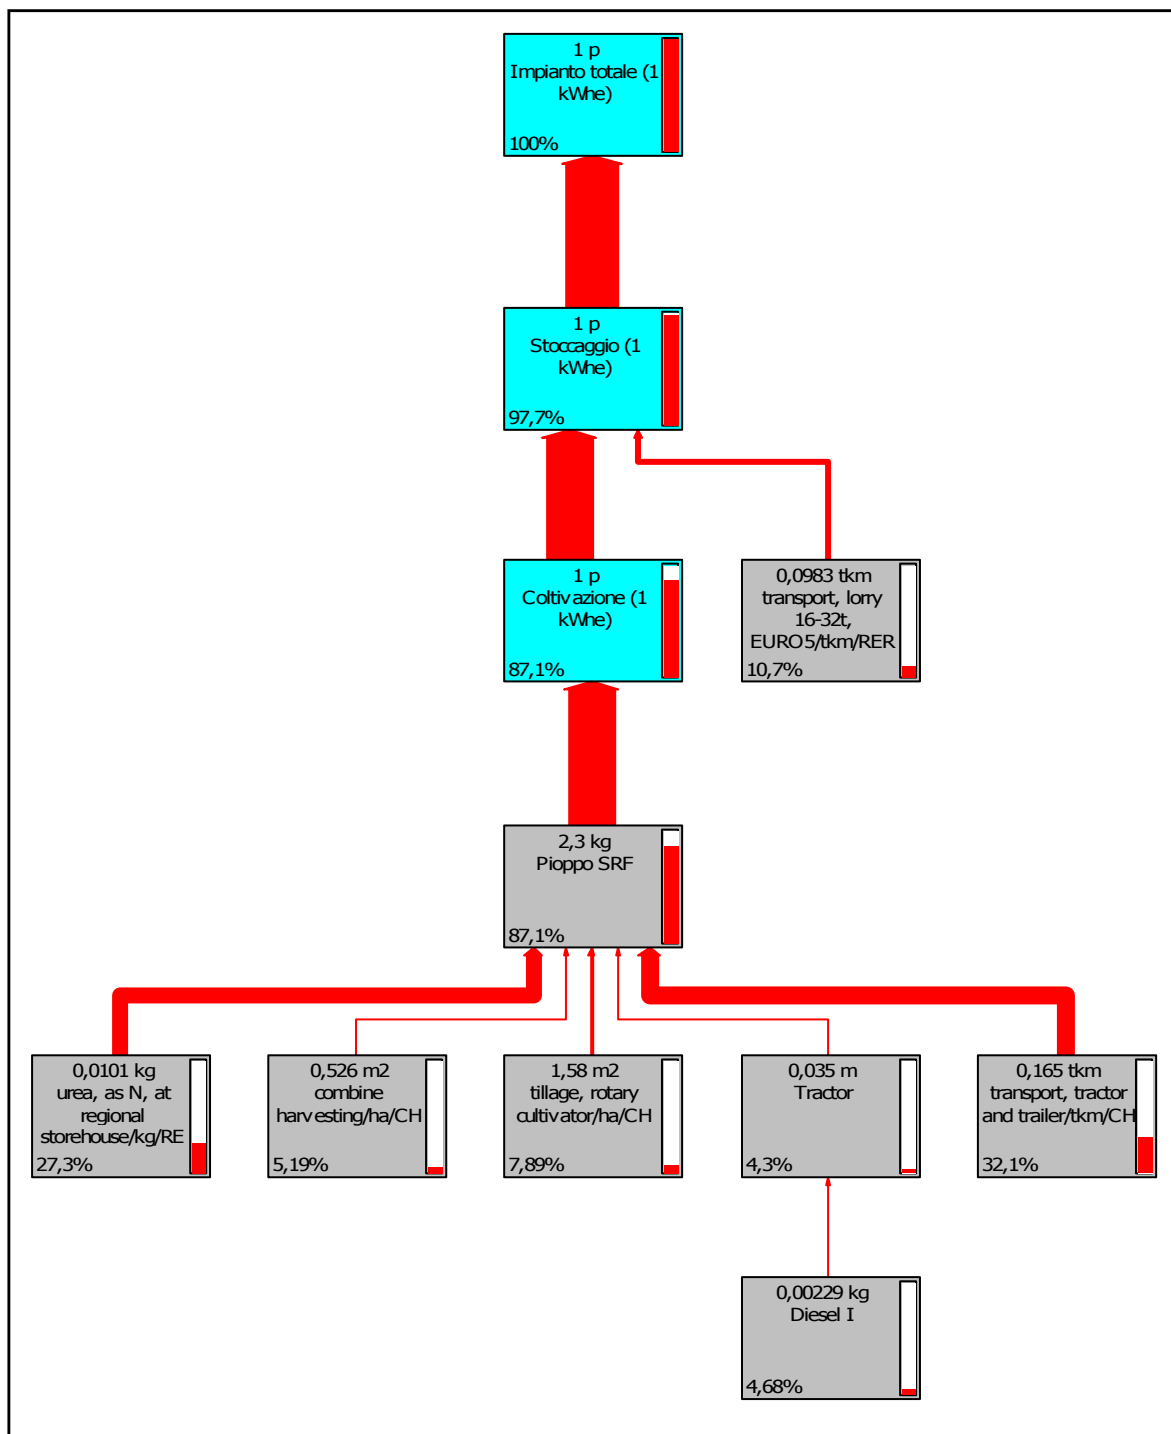 1 p
Impianto totale (1
kWhe)
100%
1 p
Stoccaggio (1
kWhe)
97,7%
1 p
Coltivazione (1
kWhe)
87,1%
0,0983 tkm
transport, lorry
16-32t,
EURO5/tkm/RER
10,7%
2,3 kg
Pioppo SRF
87,1%
0,0101 kg
urea, as N, at
regional
storehouse/kg/RE
27,3%
0,526 m2
combine
harvesting/ha/CH
5,19%
1,58 m2
tillage, rotary
cultivator/ha/CH
7,89%
0,035 m
Tractor
4,3%
0,165 tkm
transport, tractor
and trailer/tkm/CH
32,1%
0,00229 kg
Diesel I
4,68%